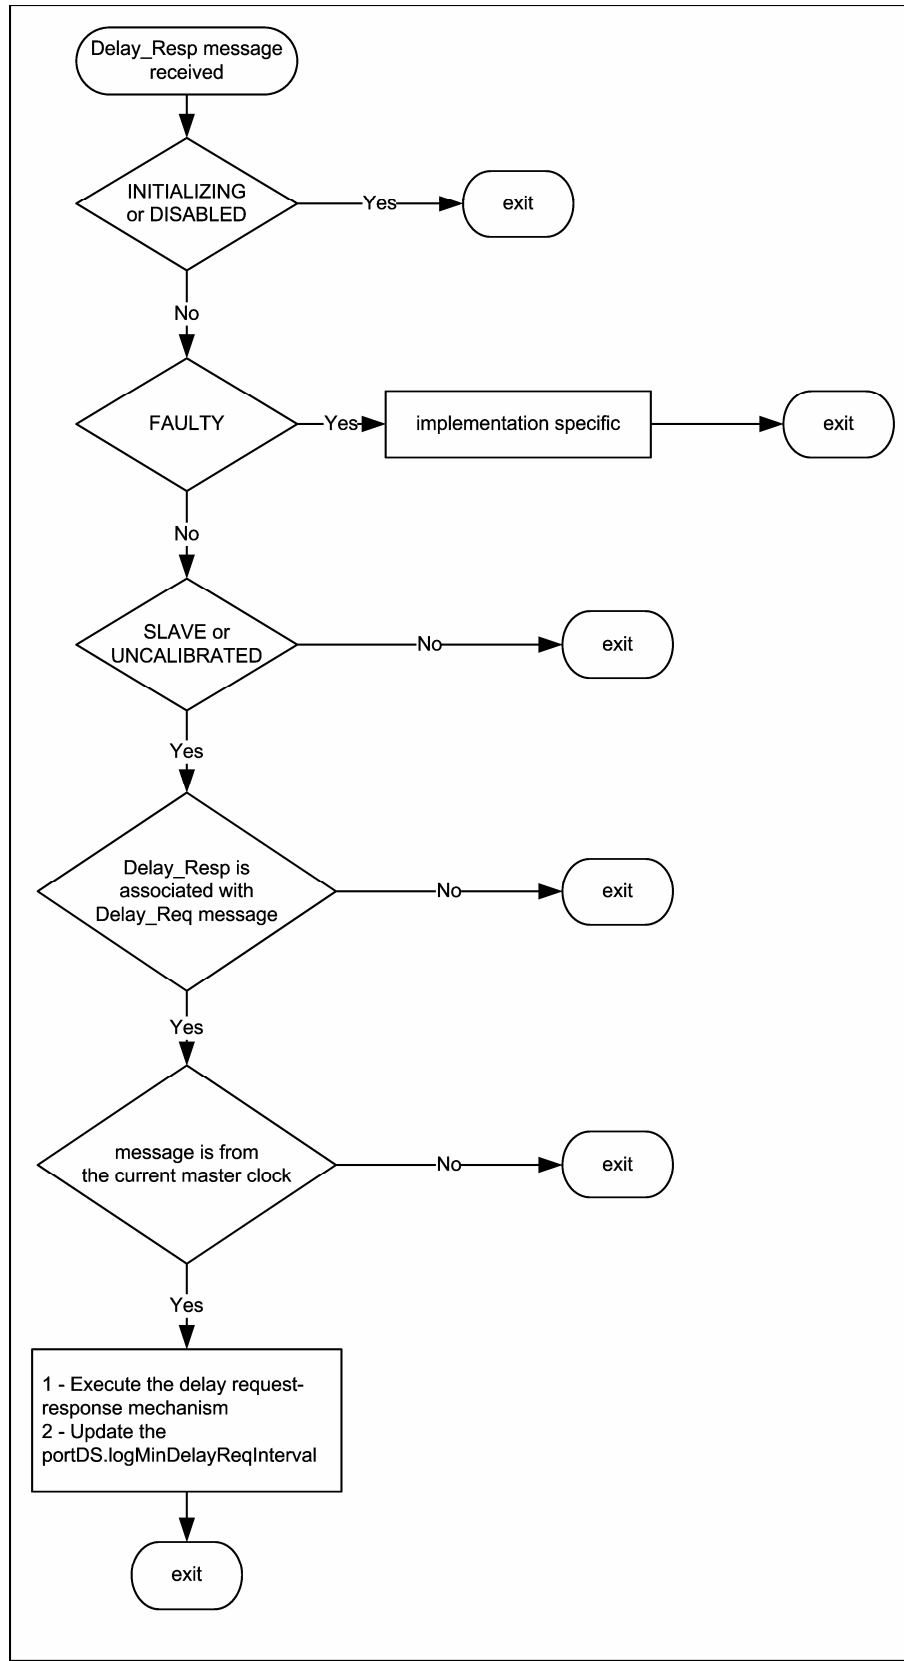 Delay_Resp message
received
INITIALIZING
or DISABLED
Yes
exit
No
FAULTY
Yes
implementation specific
exit
No
SLAVE or
UNCALIBRATED
No
exit
Yes
Delay_Resp is
associated with
Delay_Req message
No
exit
Yes
message is from
the current master clock
No
exit
Yes
1 - Execute the delay request-
response mechanism
2 - Update the
portDS.logMinDelayReqInterval
exit